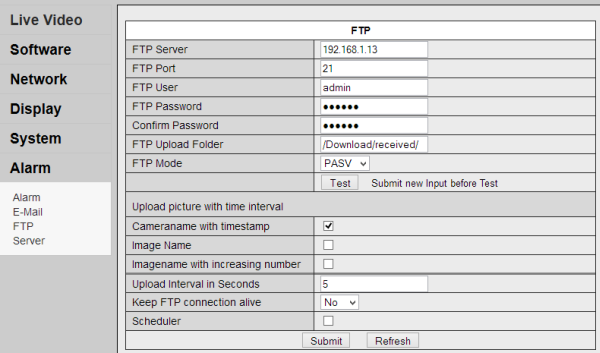 Live Video
Software
Network
Display
System
Alarm
Alarm
E-Mail
FTP
Server
FTP
FTP Server 192.168.1.13
FTP Port 21
FTP User admin
FTP Password ●●●●●●
Confirm Password ●●●●●●
FTP Upload Folder /Download/received/
FTP Mode PASV
Test Submit new Input before Test
Upload picture with time interval
Cameraname with timestamp
Image Name
Imagename with increasing number
Upload Interval in Seconds 5
Keep FTP connection alive No
Scheduler
Submit Refresh